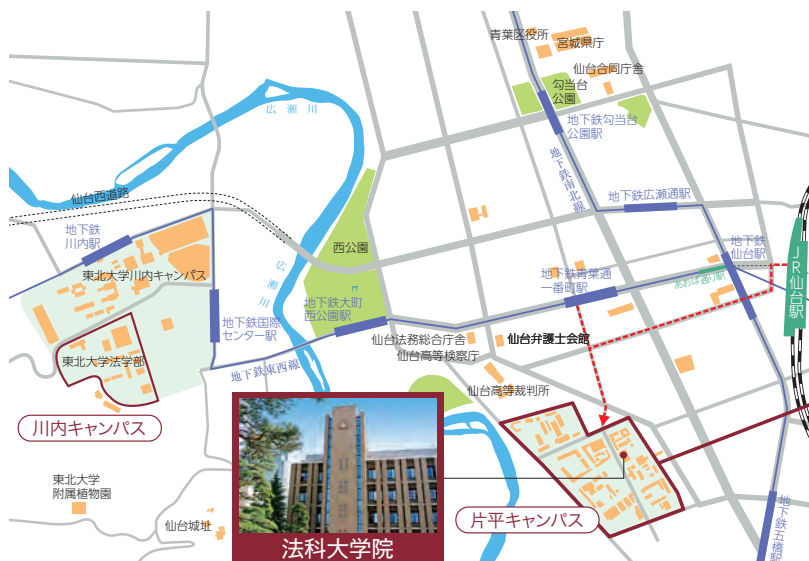 青葉区役所
宮城県庁
仙台合同庁舎
勾当台
公園
地下鉄勾当台
公園駅
広瀬川
地下鉄南北線
仙台西道路
地下鉄広瀬通駅
地下鉄
川内駅
西公園
地下鉄
仙台駅
東北大学川内キャンパス
広瀬川
地下鉄青葉通
一番町駅
あおば通り駅
JR仙台駅
地下鉄大町
西公園駅
地下鉄国際
センター駅
仙台法務総合庁舎
仙台弁護士会館
仙台高等検察庁
東北大学法学部
地下鉄東西線
仙台高等裁判所
川内キャンパス
東北大学
附属植物園
仙台城址
片平キャンパス
地下鉄五橋駅
法科大学院